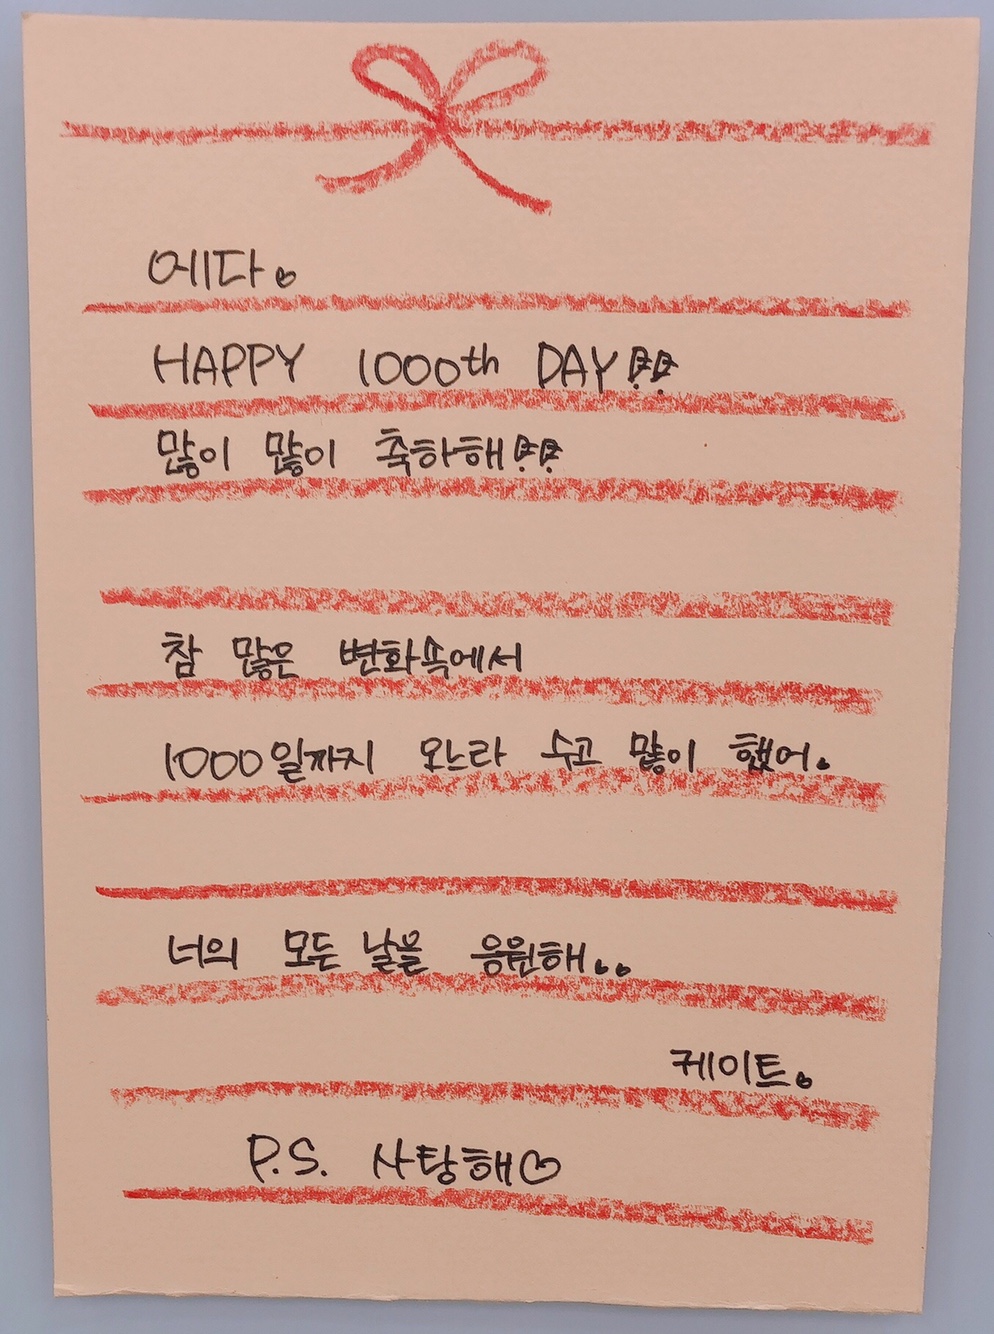 에다.
HAPPY 1000th DAY!!
많이 많이 축하해!!
참 많은 변화속에서
1000일까지 오느라 수고 많이 했어.
너의 모든 날을 응원해..
케이트.
P.S. 사탕해♡